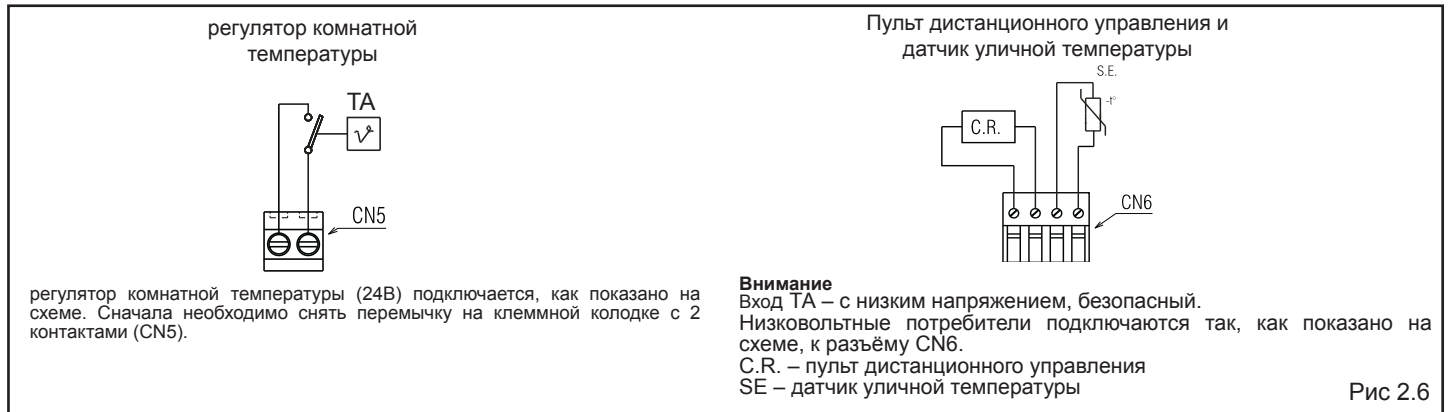 регулятор комнатной
температуры
TA
CN5
регулятор комнатной температуры (24В) подключается, как показано на
схеме. Сначала необходимо снять перемычку на клеммной колодке с 2
контактами (CN5).
Пульт дистанционного управления и
датчик уличной температуры
S.E.
-t°
C.R.
CN6
Внимание
Вход ТА – с низким напряжением, безопасный.
Низковольтные потребители подключаются так, как показано на
схеме, к разъёму CN6.
C.R. – пульт дистанционного управления
SE – датчик уличной температуры
Рис 2.6